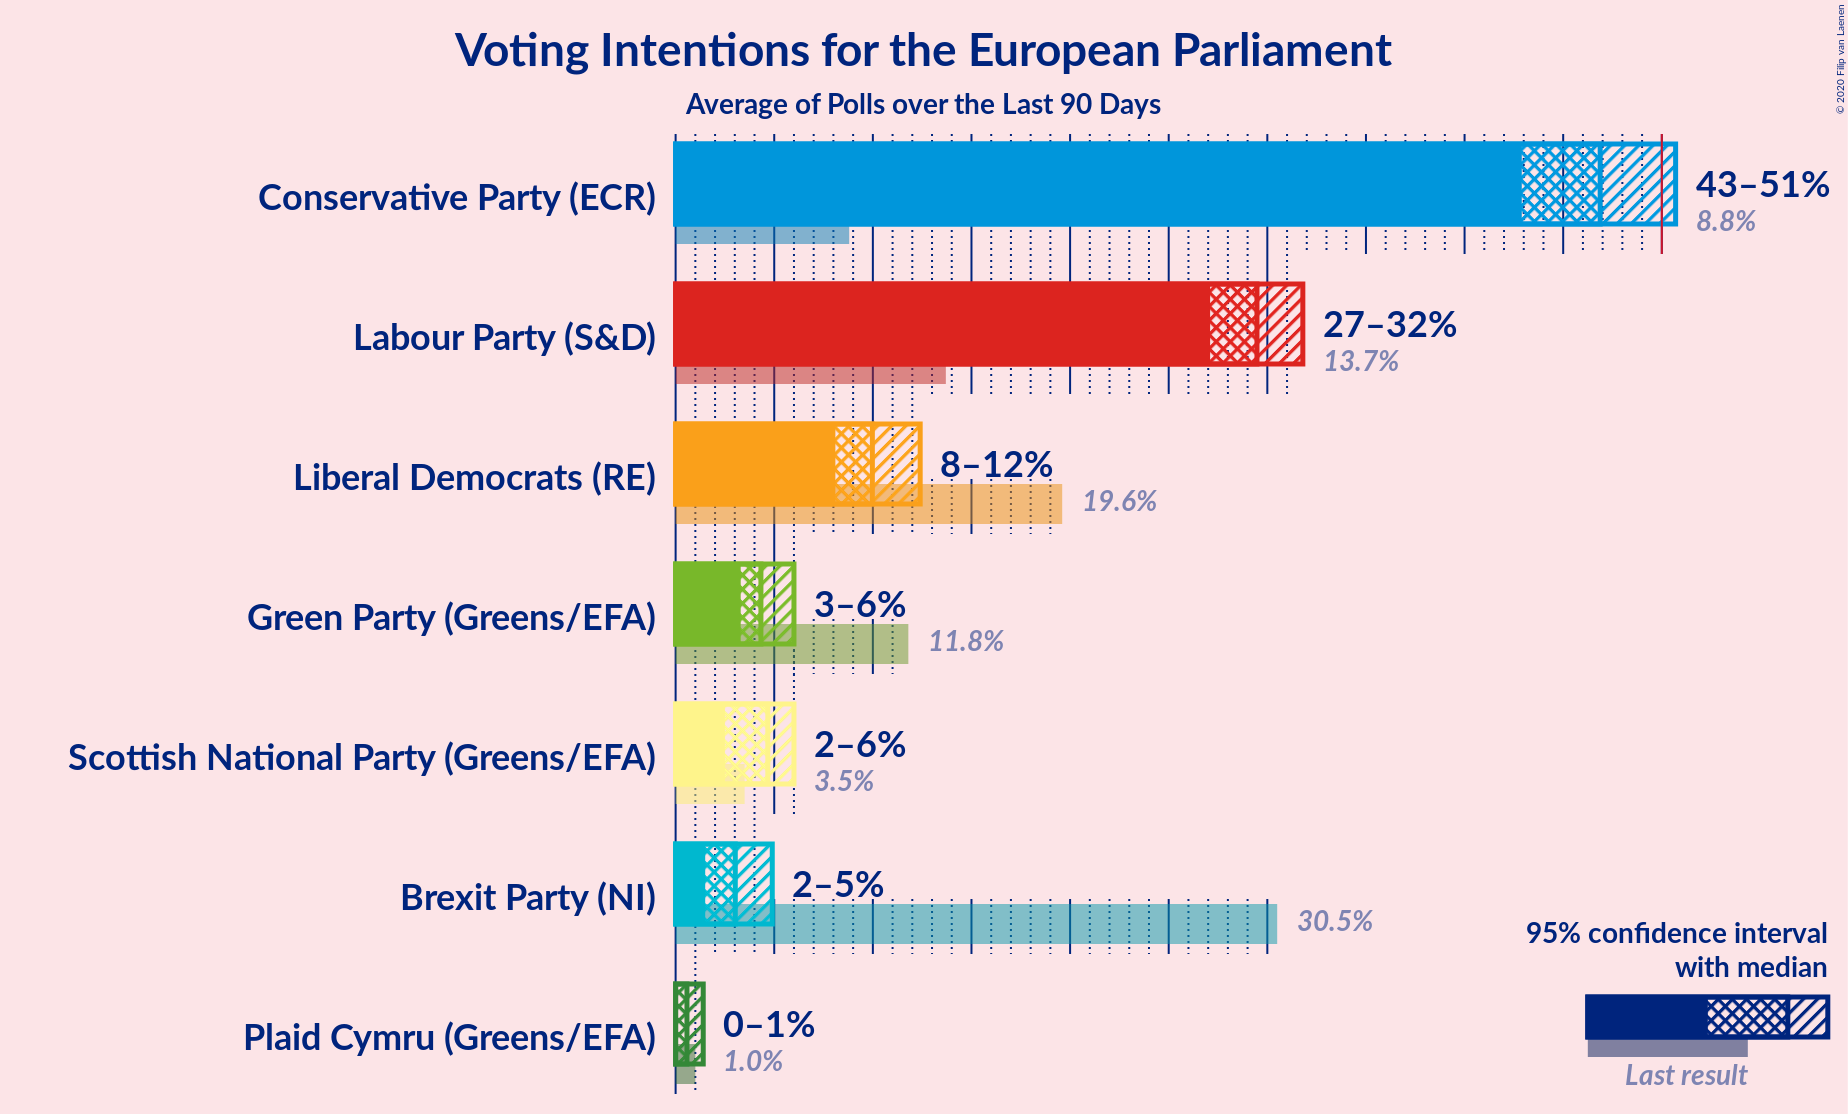 Voting Intentions for the European Parliament
Average of Polls over the Last 90 Days
© 2020 Filip van Laenen
Conservative Party (ECR)
43–51%
8.8%
Labour Party (S&D)
27–32%
13.7%
Liberal Democrats (RE)
8–12%
19.6%
Green Party (Greens/EFA)
3–6%
11.8%
Scottish National Party (Greens/EFA)
2–6%
3.5%
Brexit Party (NI)
2–5%
30.5%
Plaid Cymru (Greens/EFA)
0–1%
1.0%
95% confidence interval
with median
Last result